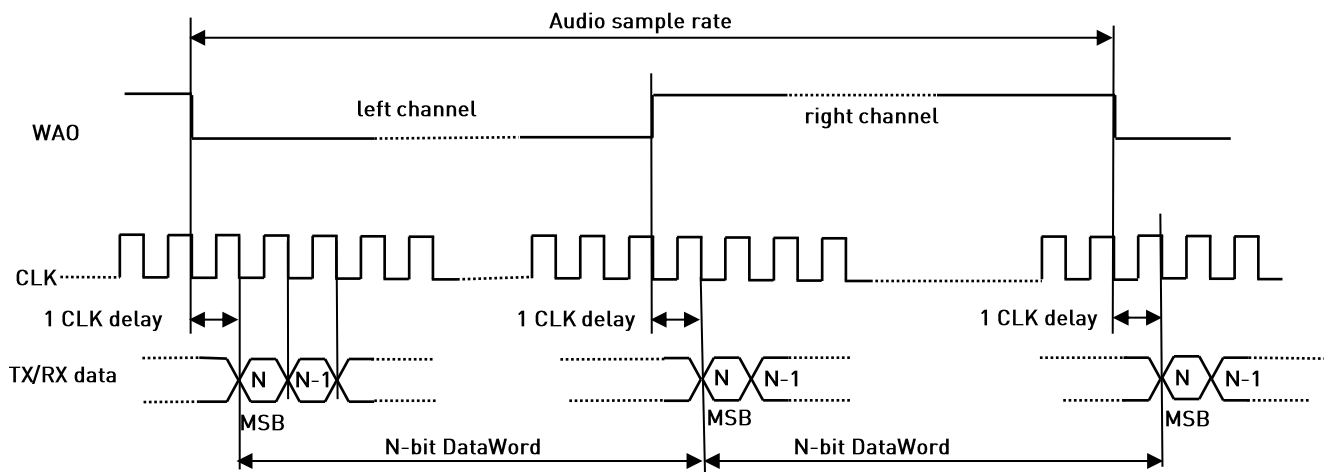 Audio sample rate
left channel
right channel
WAO
CLK
1 CLK delay 1 CLK delay 1 CLK delay
TX/RX data N N-1 N N-1 N N-1
MSB MSB MSB
N-bit DataWord N-bit DataWord